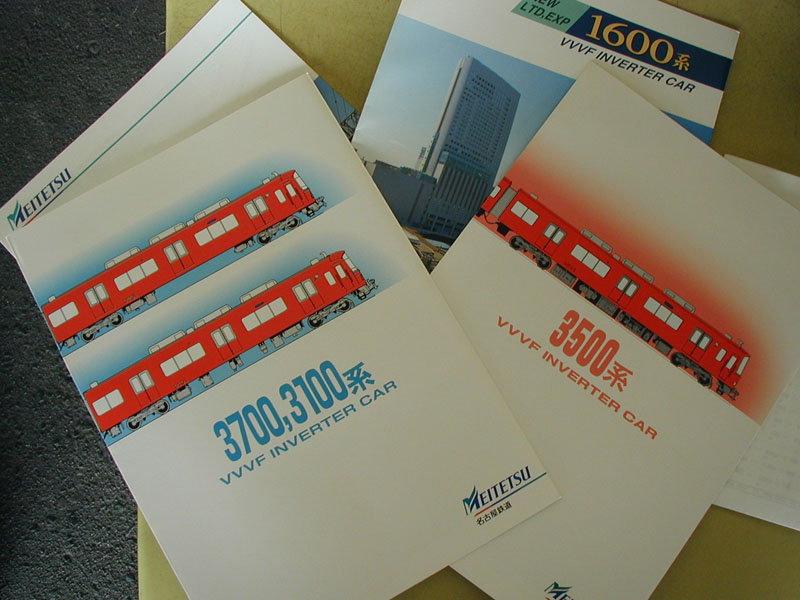 NEW
LTD.EXP
1600系
VVVF INVERTER CAR
MEITETSU
3500系
VVVF INVERTER CAR
3700,3100系
VVVF INVERTER CAR
MEITETSU
名古屋鉄道
MEITETSU